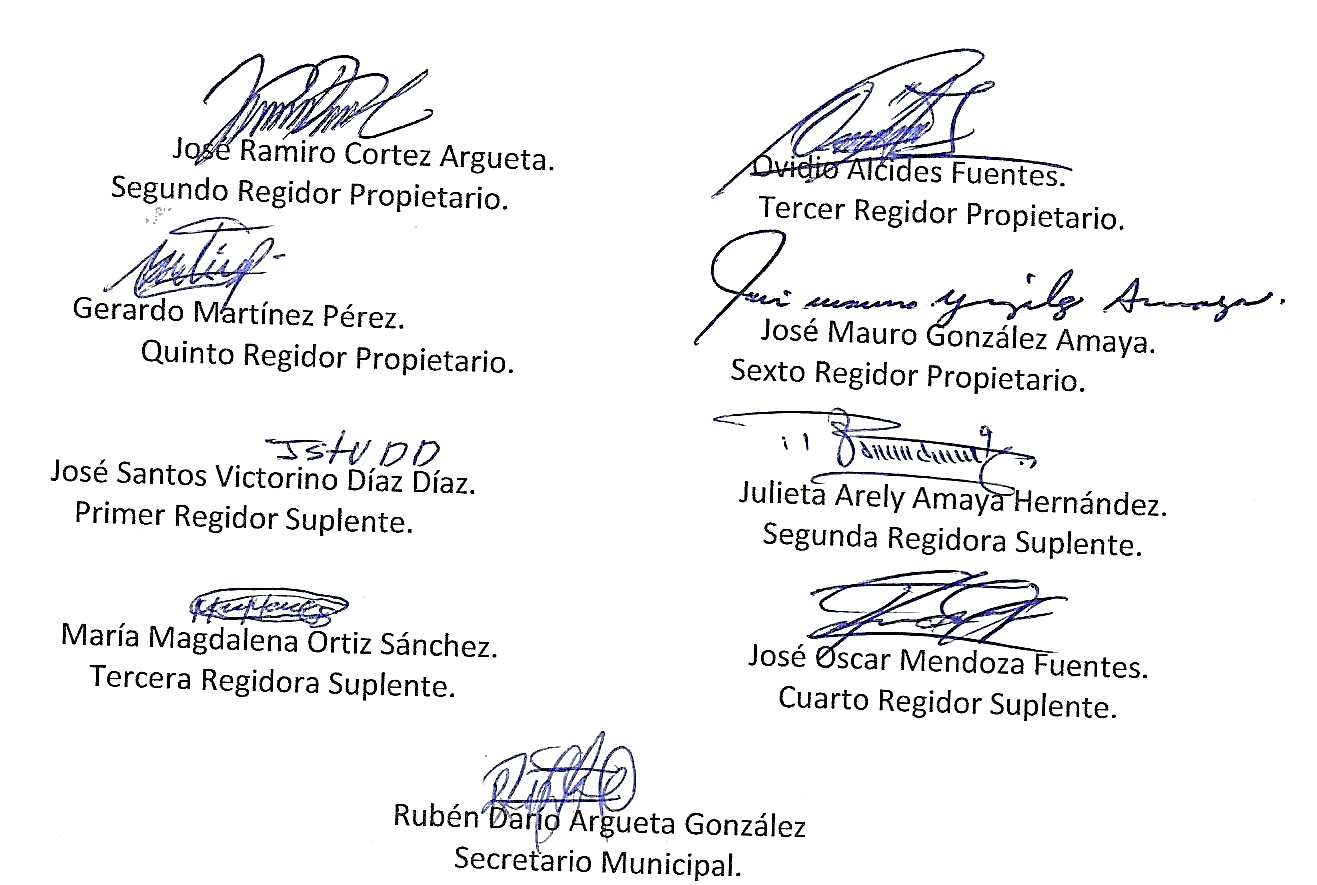 José Ramiro Cortez Argueta.
Segundo Regidor Propietario.
Ovidio Alcides Fuentes.
Tercer Regidor Propietario.
Gerardo Martínez Pérez.
Quinto Regidor Propietario.
José Mauro González Amaya.
Sexto Regidor Propietario.
José Santos Victorino Díaz Díaz.
Primer Regidor Suplente.
Julieta Arely Amaya Hernández.
Segunda Regidora Suplente.
María Magdalena Ortiz Sánchez.
Tercera Regidora Suplente.
José Oscar Mendoza Fuentes.
Cuarto Regidor Suplente.
Rubén Darío Argueta González
Secretario Municipal.